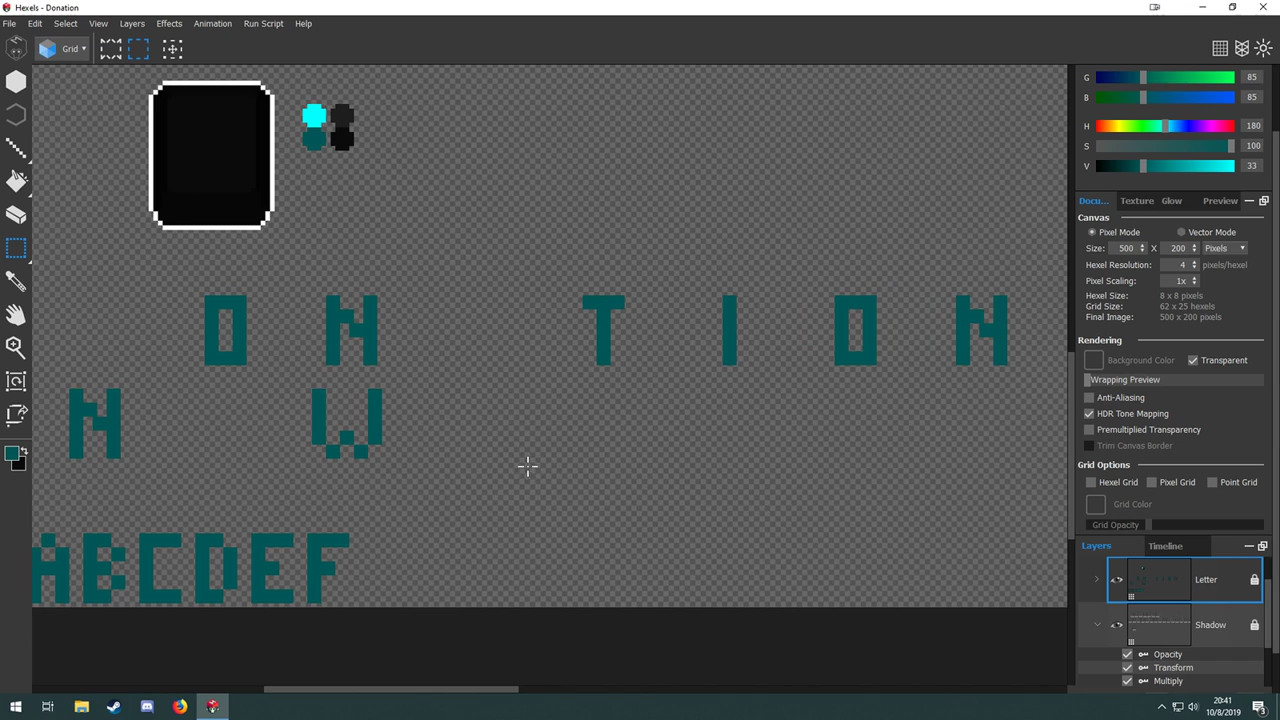 Hexels - Donation
File Edit Select View Layers Effects Animation Run Script Help
Grid
G 85
B 85
H 180
S 100
V 33
Docu... Texture Glow Preview
Canvas
Pixel Mode Vector Mode
Size: 500 X 200 Pixels
Hexel Resolution: 4 pixels/hexel
Pixel Scaling: 1x
Hexel Size: 8 x 8 pixels
Grid Size: 62 x 25 hexels
Final Image: 500 x 200 pixels
Rendering
Background Color Transparent
Wrapping Preview
Anti-Aliasing
HDR Tone Mapping
Premultiplied Transparency
Trim Canvas Border
Grid Options
Hexel Grid Pixel Grid Point Grid
Grid Color
Grid Opacity
Layers Timeline
Letter
Shadow
Opacity
Transform
Multiply
O N T I O N
N W
ABCDEF
20:41
10/8/2019
3